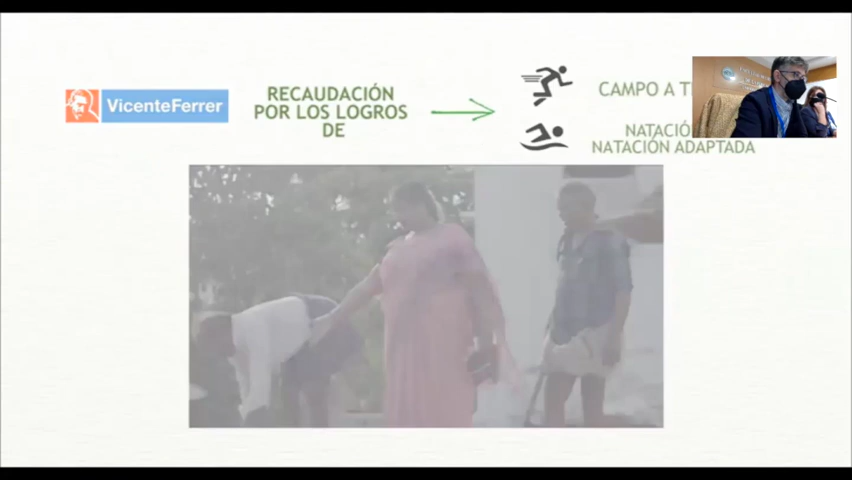 VicenteFerrer
RECAUDACIÓN
POR LOS LOGROS
DE
CAMPO A
NATACIÓ
NATACIÓN ADAPTADA